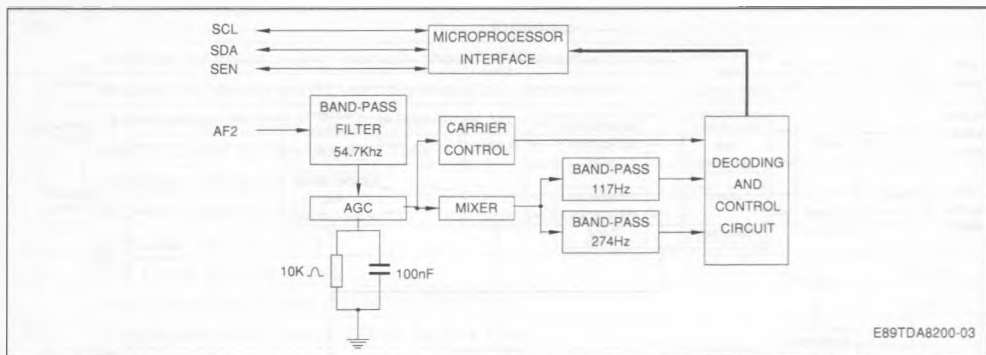 SCL
SDA
SEN
MICROPROCESSOR
INTERFACE
BAND-PASS
FILTER
54.7Khz
AF2
CARRIER
CONTROL
AGC
MIXER
BAND-PASS
117Hz
BAND-PASS
274Hz
DECODING
AND
CONTROL
CIRCUIT
10K
100nF
E89TDA8200-03